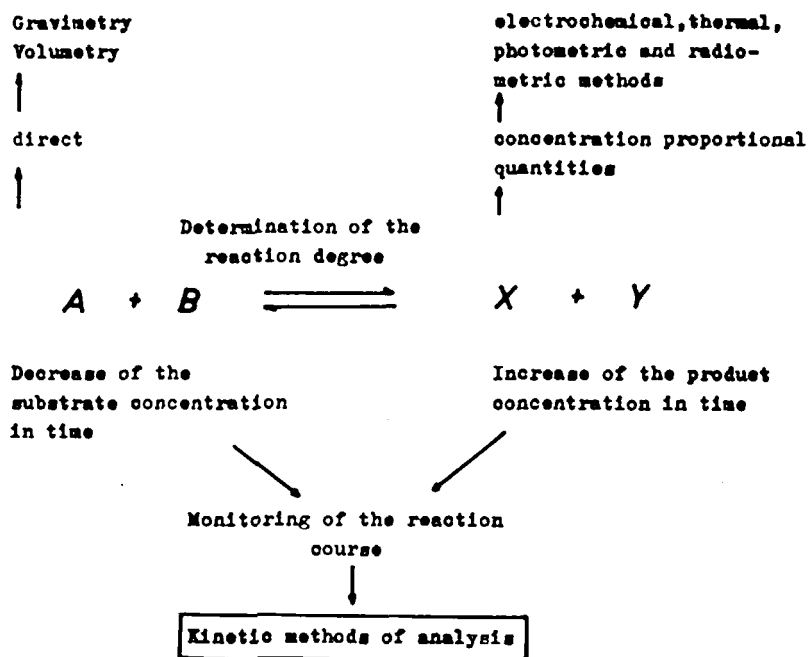 Gravimetry
Volumetry
electrochemical, thermal,
photometric and radio-
metric methods
direct
concentration proportional
quantities
Determination of the
reaction degree
A + B
X + Y
Decrease of the
substrate concentration
in time
Increase of the product
concentration in time
Monitoring of the reaction
course
Kinetic methods of analysis